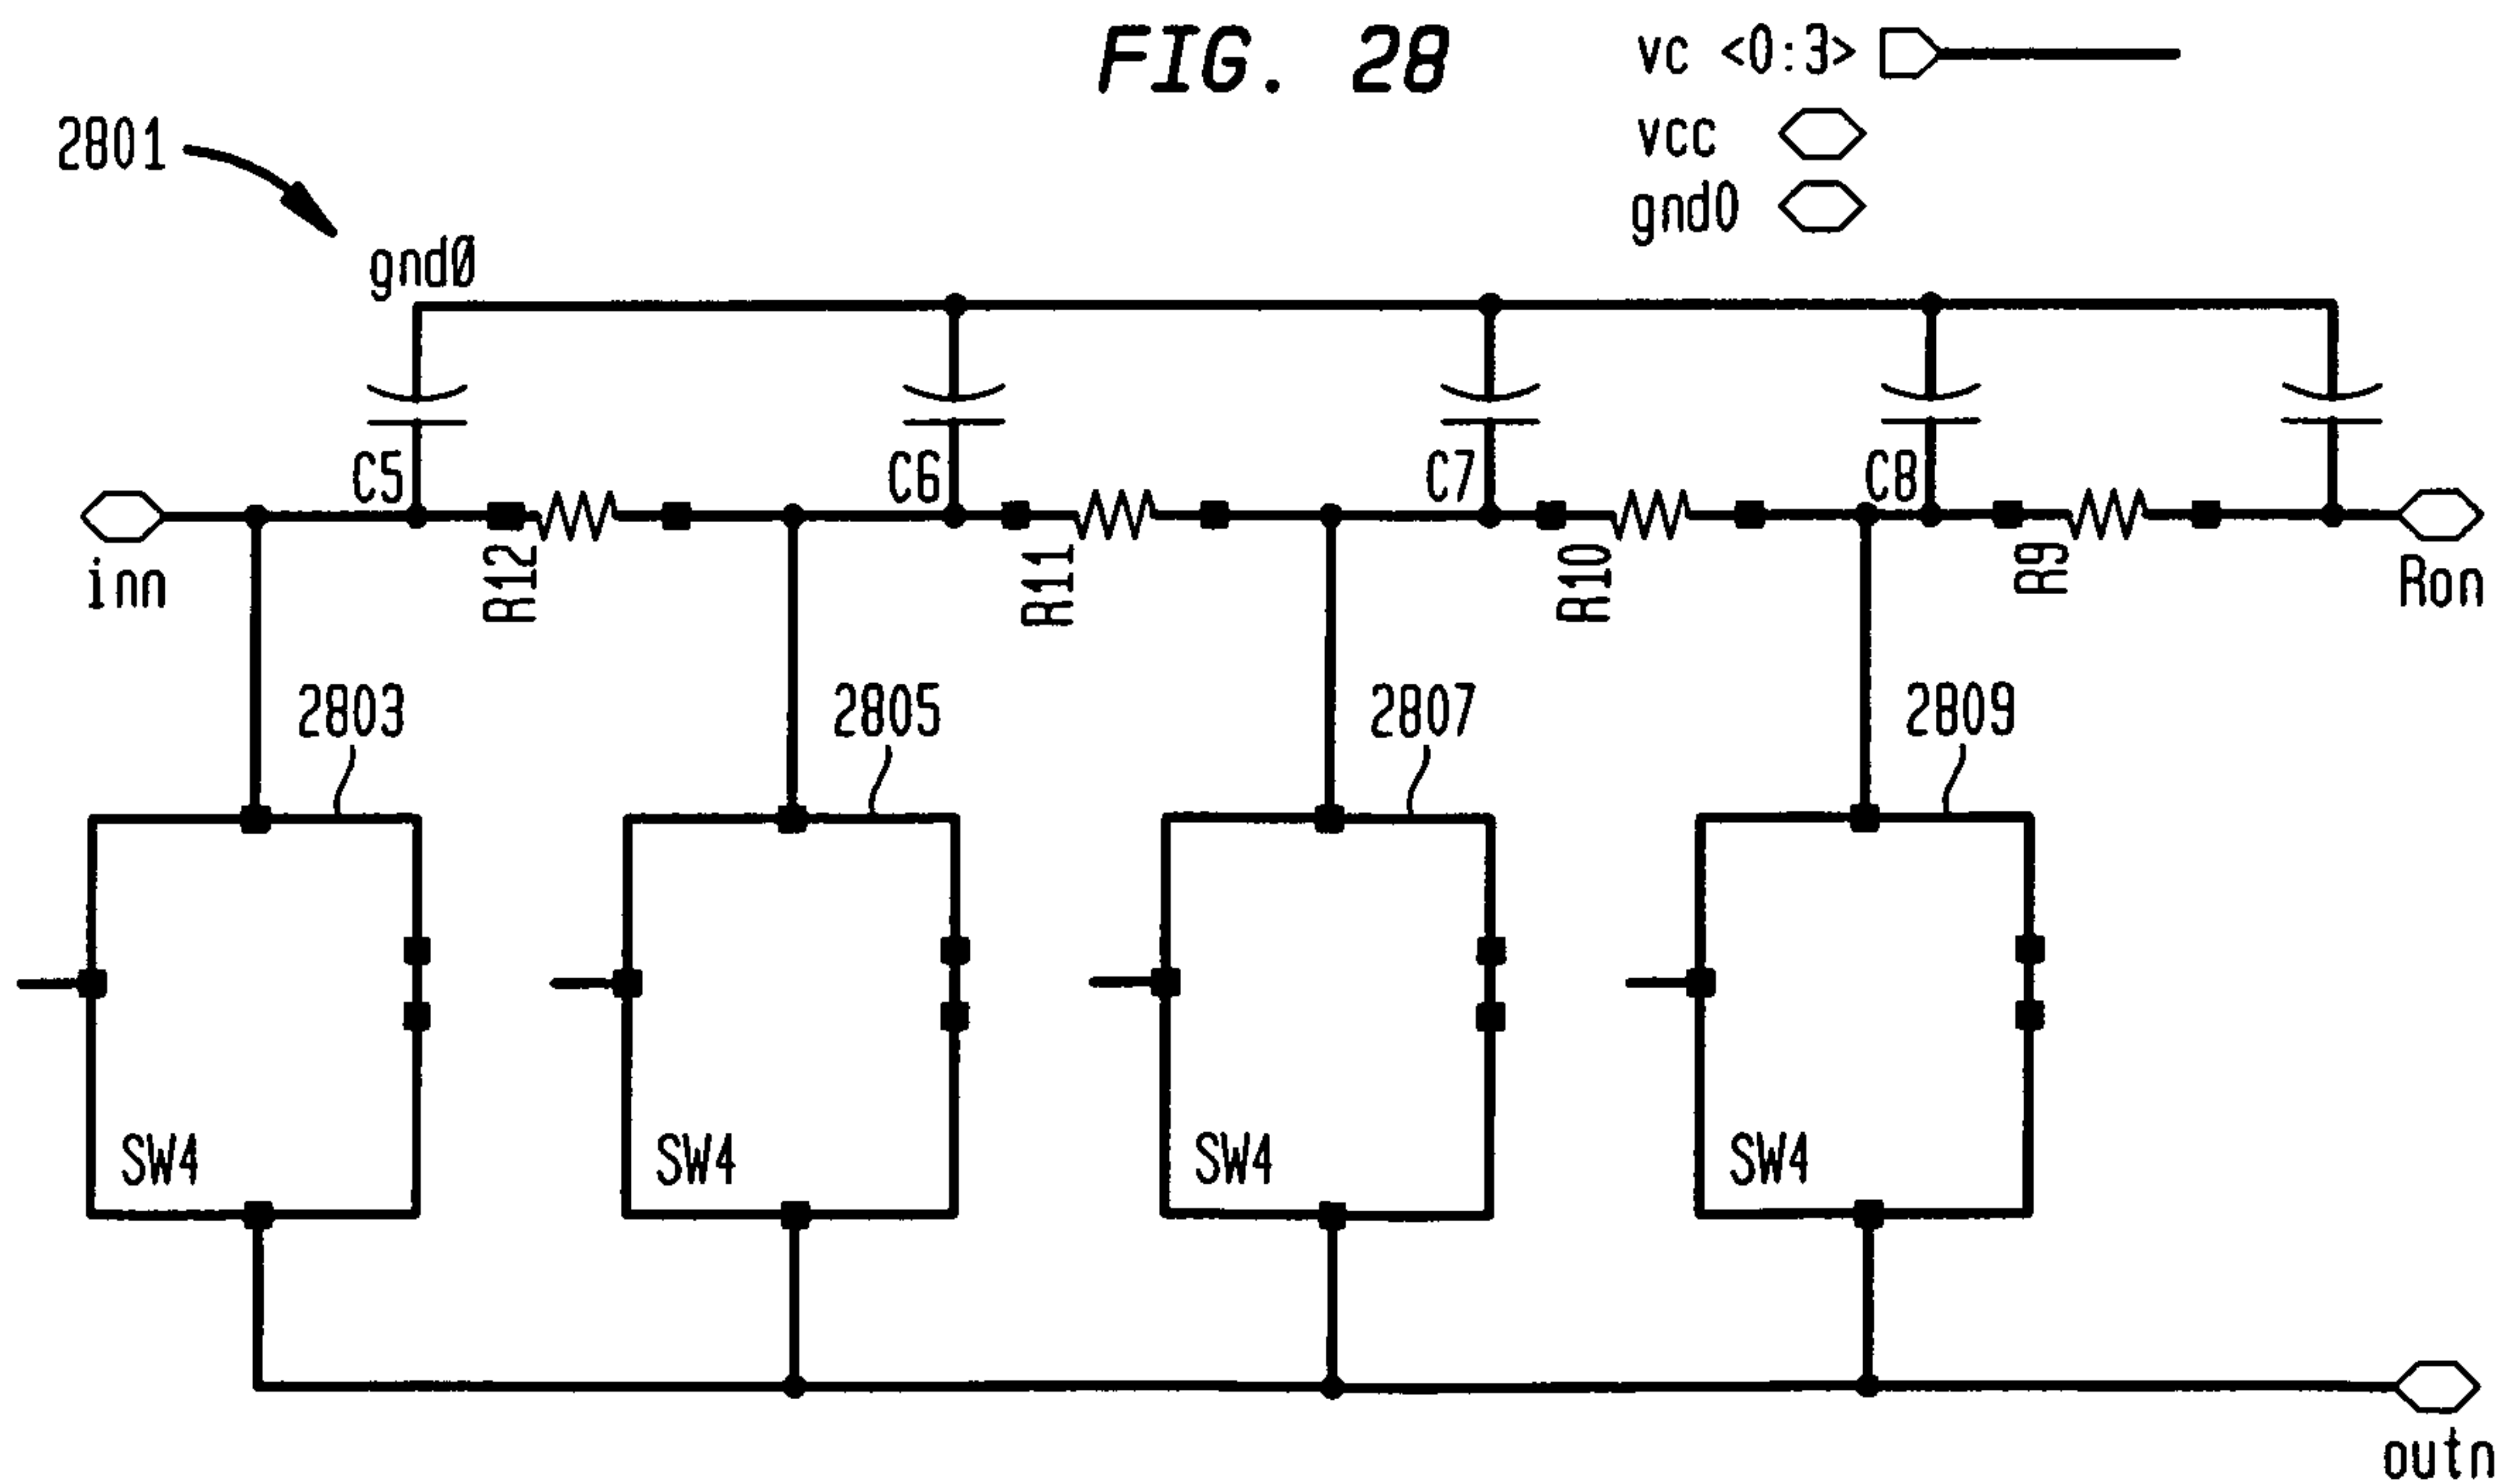 FIG. 28
vc <0:3>
vcc
gnd0
2801
gndØ
C5
C6
C7
C8
inn
R12
R11
R10
R9
Ron
2803
2805
2807
2809
SW4
SW4
SW4
SW4
outn